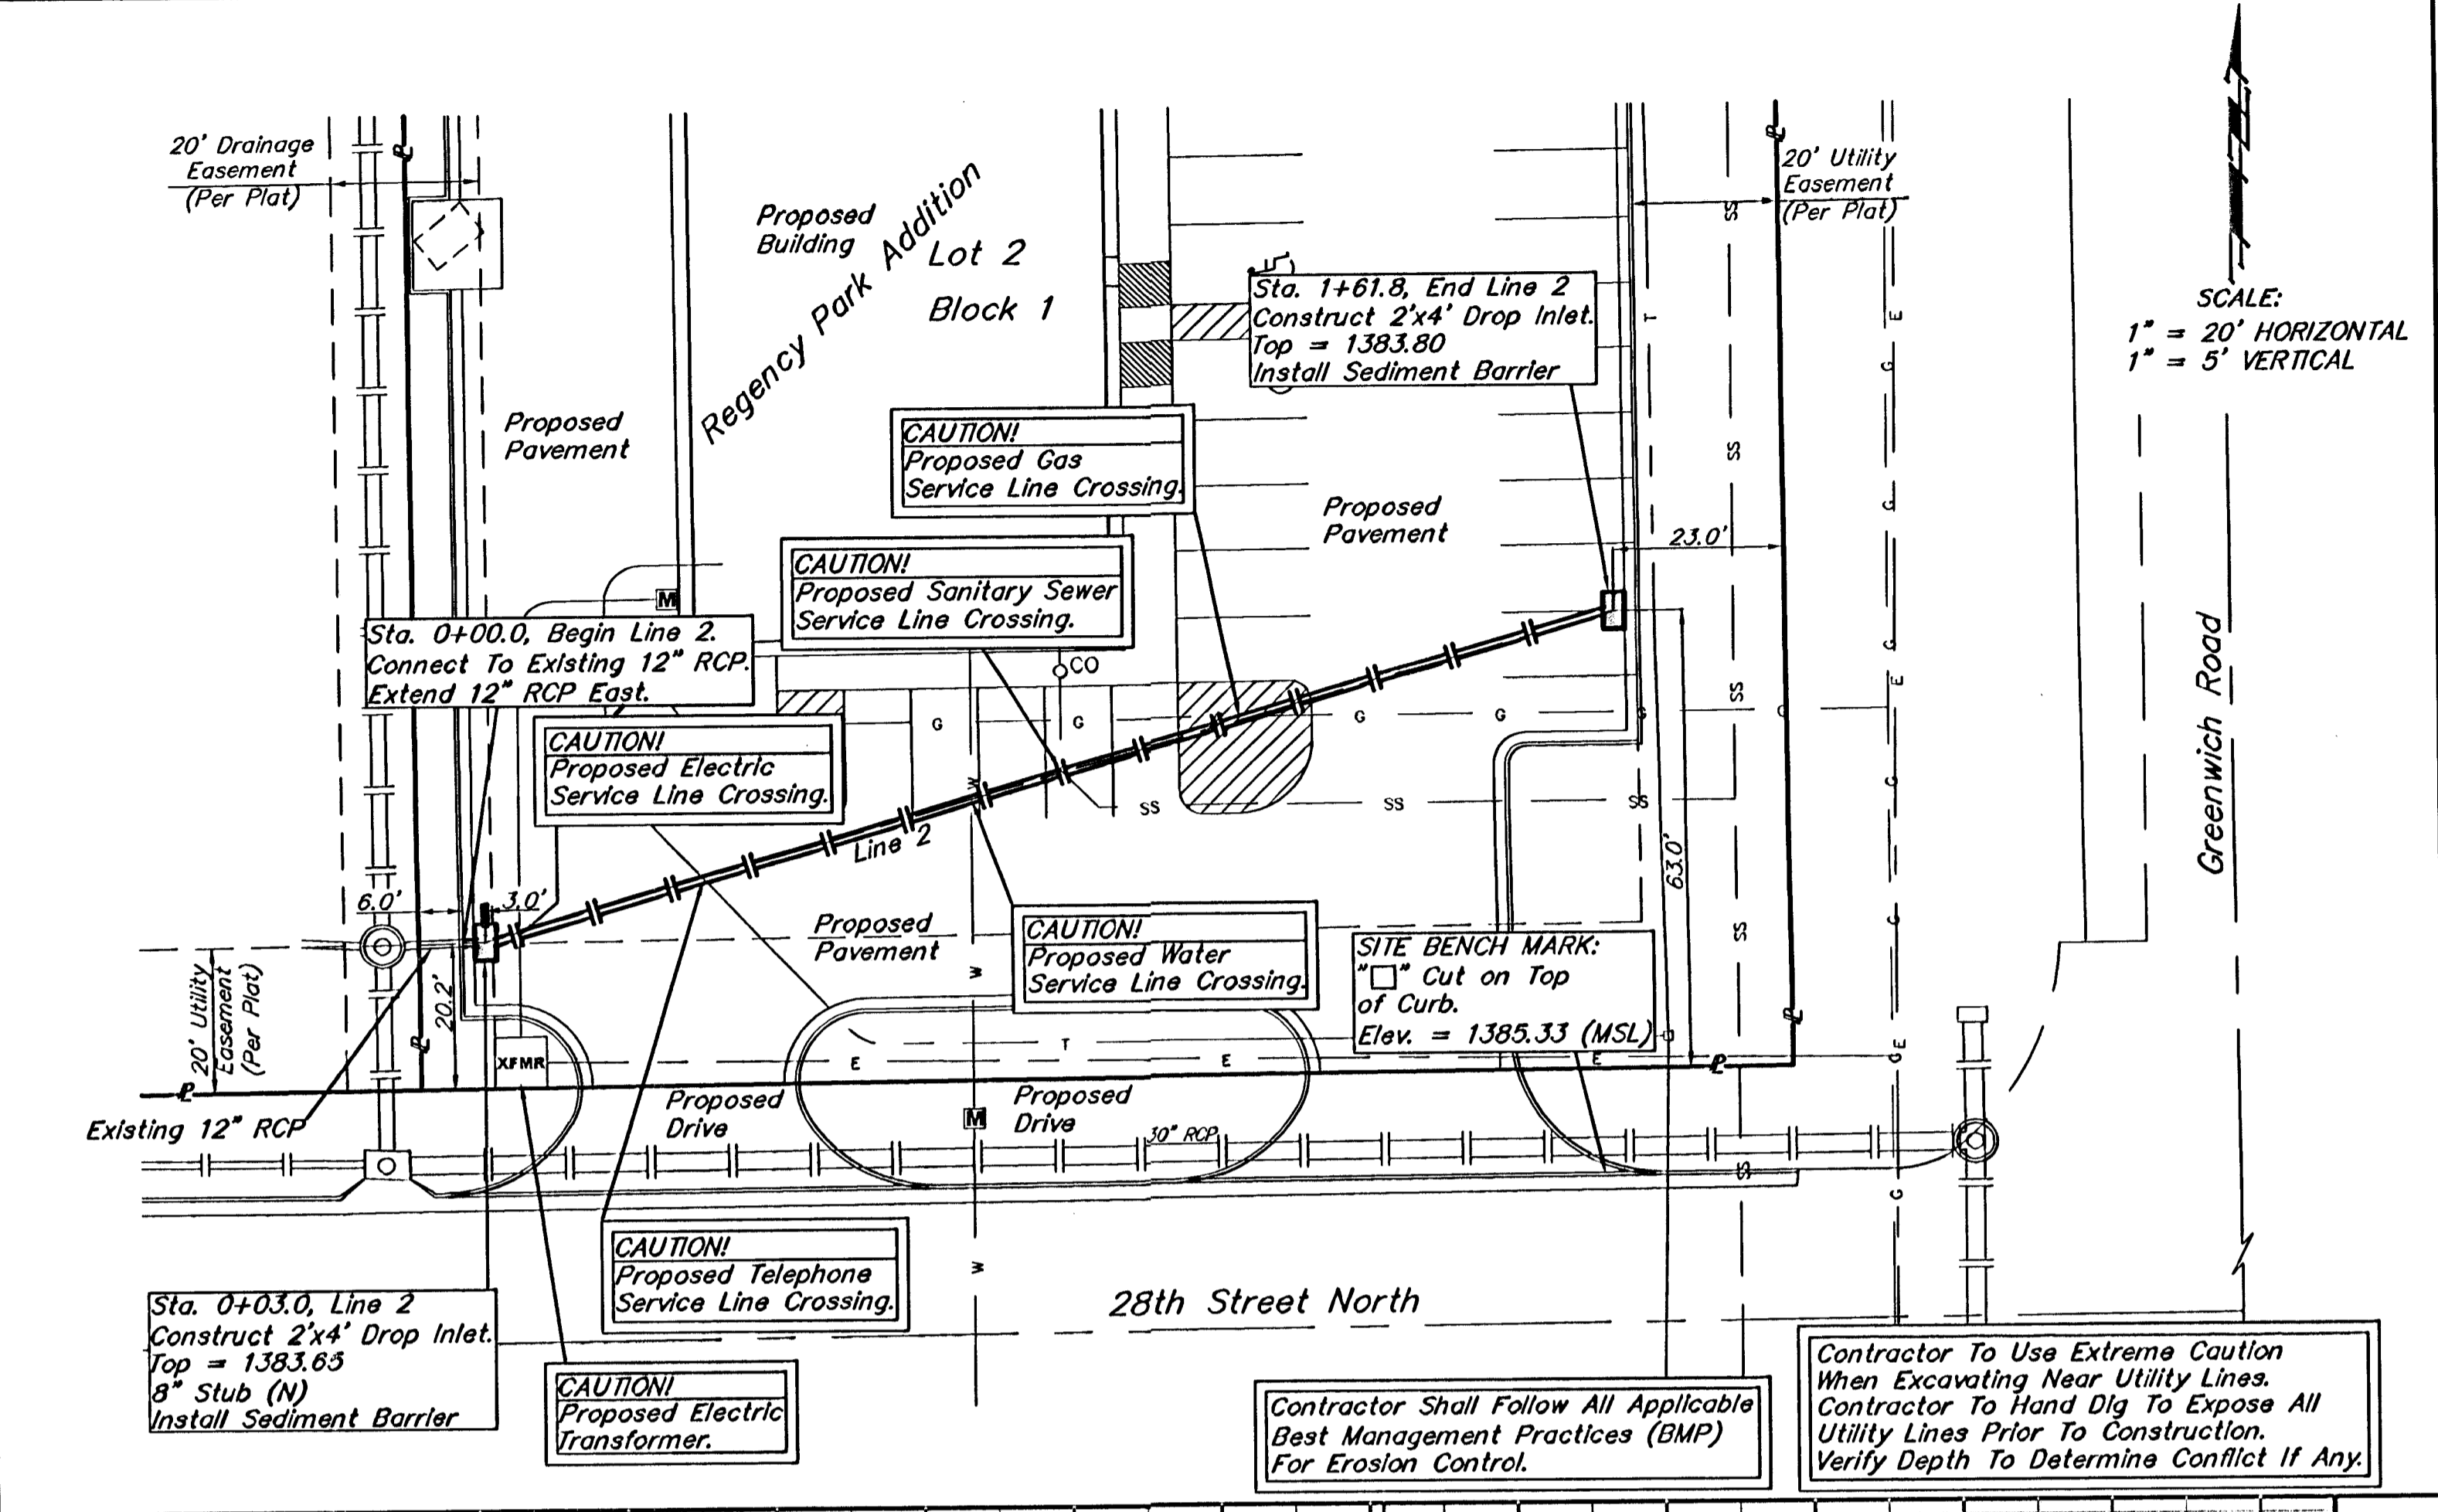 20' Drainage
Easement
(Per Plat)
Proposed
Building
Regency Park Addition
Lot 2
Block 1
20' Utility
Easement
(Per Plat)
SCALE:
1" = 20' HORIZONTAL
1" = 5' VERTICAL
Sta. 1+61.8, End Line 2
Construct 2'x4' Drop Inlet.
Top = 1383.80
Install Sediment Barrier
Proposed
Pavement
CAUTION!
Proposed Gas
Service Line Crossing.
Proposed
Pavement
23.0'
CAUTION!
Proposed Sanitary Sewer
Service Line Crossing.
M
Sta. 0+00.0, Begin Line 2.
Connect To Existing 12" RCP.
Extend 12" RCP East.
CO
Greenwich Road
CAUTION!
Proposed Electric
Service Line Crossing.
G G G G G
SS SS SS
Line 2
63.0'
6.0'
3.0'
20.2'
Proposed
Pavement
CAUTION!
Proposed Water
Service Line Crossing.
SITE BENCH MARK:
"□" Cut on Top
of Curb.
Elev. = 1385.33 (MSL)
20' Utility
Easement
(Per Plat)
XFMR
T
E E E
Existing 12" RCP
Proposed
Drive
M
Proposed
Drive
30" RCP
CAUTION!
Proposed Telephone
Service Line Crossing.
28th Street North
Sta. 0+03.0, Line 2
Construct 2'x4' Drop Inlet.
Top = 1383.65
8" Stub (N)
Install Sediment Barrier
CAUTION!
Proposed Electric
Transformer.
Contractor Shall Follow All Applicable
Best Management Practices (BMP)
For Erosion Control.
Contractor To Use Extreme Caution
When Excavating Near Utility Lines.
Contractor To Hand Dig To Expose All
Utility Lines Prior To Construction.
Verify Depth To Determine Conflict If Any.